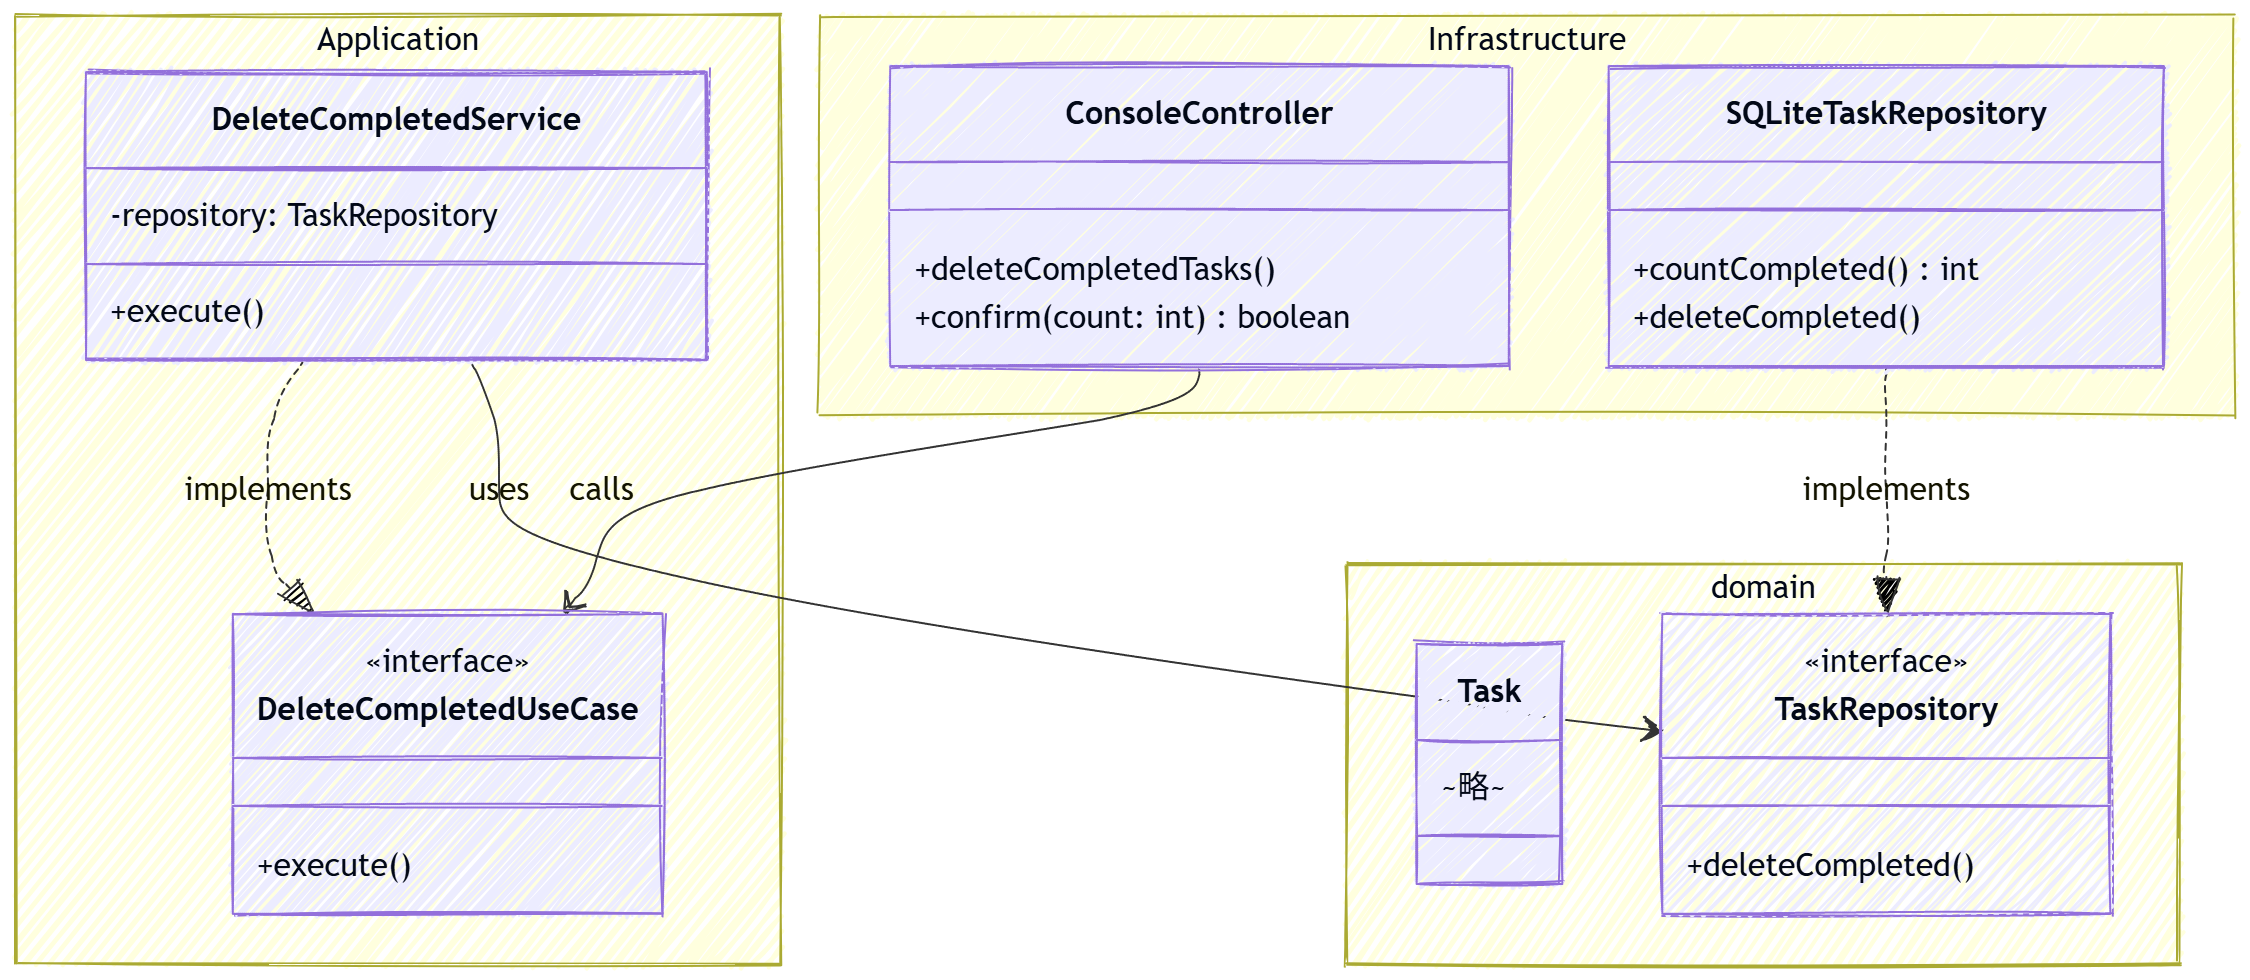 Application
DeleteCompletedService
-repository: TaskRepository
+execute()
Infrastructure
ConsoleController
+deleteCompletedTasks()
+confirm(count: int) : boolean
SQLiteTaskRepository
+countCompleted() : int
+deleteCompleted()
implements
uses
calls
implements
«interface»
DeleteCompletedUseCase
+execute()
domain
Task
~略~
«interface»
TaskRepository
+deleteCompleted()